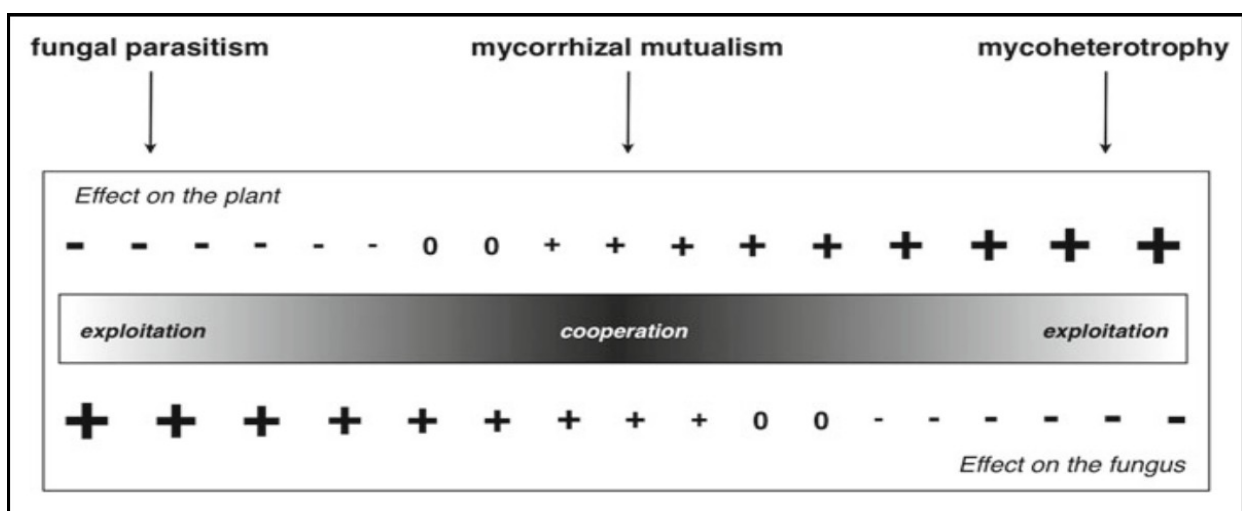 fungal parasitism mycorrhizal mutualism mycoheterotrophy
Effect on the plant
- - - - - - 0 0 + + + + + + + + +
exploitation cooperation exploitation
+ + + + + + + + + 0 0 - - - - - -
Effect on the fungus